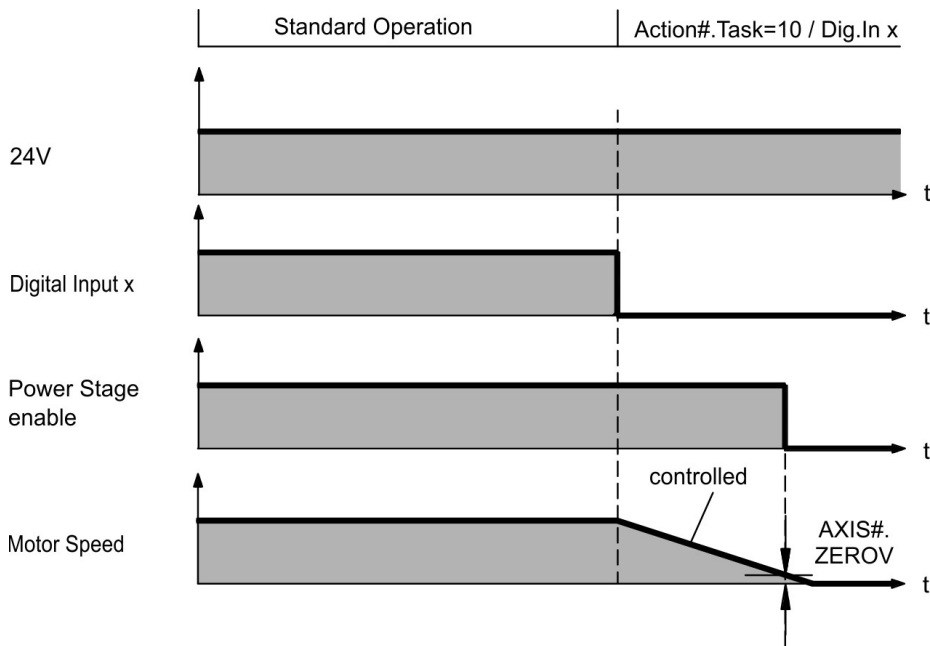 Standard Operation
Action#.Task=10 / Dig.In x
24V
t
Digital Input x
t
Power Stage
enable
t
controlled
Motor Speed
AXIS#.
ZEROV
t